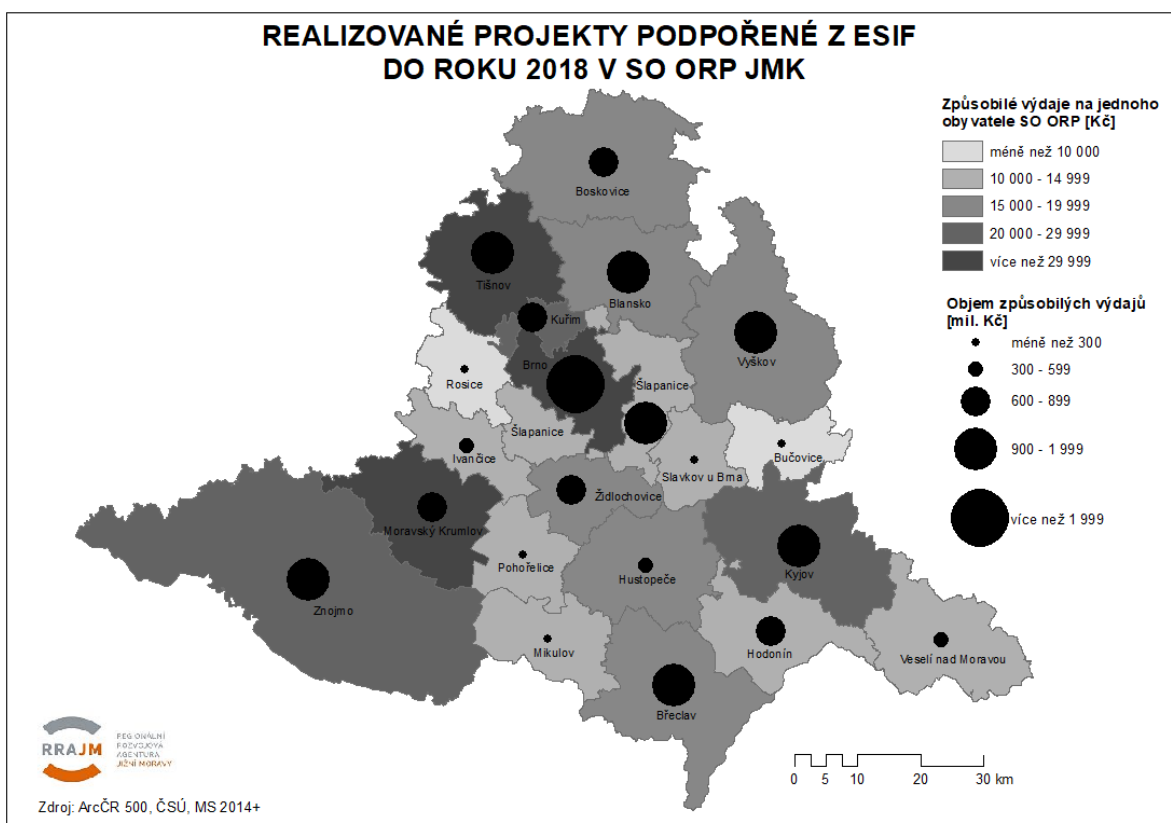 REALIZOVANÉ PROJEKTY PODPOŘENÉ Z ESIF
DO ROKU 2018 V SO ORP JMK
Způsobilé výdaje na jednoho
obyvatele SO ORP [Kč]
méně než 10 000
10 000 - 14 999
15 000 - 19 999
20 000 - 29 999
více než 29 999
Objem způsobilých výdajů
[mil. Kč]
méně než 300
300 - 599
600 - 899
900 - 1 999
více než 1 999
Boskovice
Tišnov
Blansko
Kuřim
Vyškov
Brno
Rosice
Šlapanice
Šlapanice
Ivančice
Bučovice
Slavkov u Brna
Židlochovice
Moravský Krumlov
Pohořelice
Hustopeče
Kyjov
Znojmo
Mikulov
Hodonín
Veselí nad Moravou
Břeclav
RRAJM
REGIONÁLNÍ
ROZVOJOVÁ
AGENTURA
JIŽNÍ MORAVY
0 5 10 20 30 km
Zdroj: ArcČR 500, ČSÚ, MS 2014+